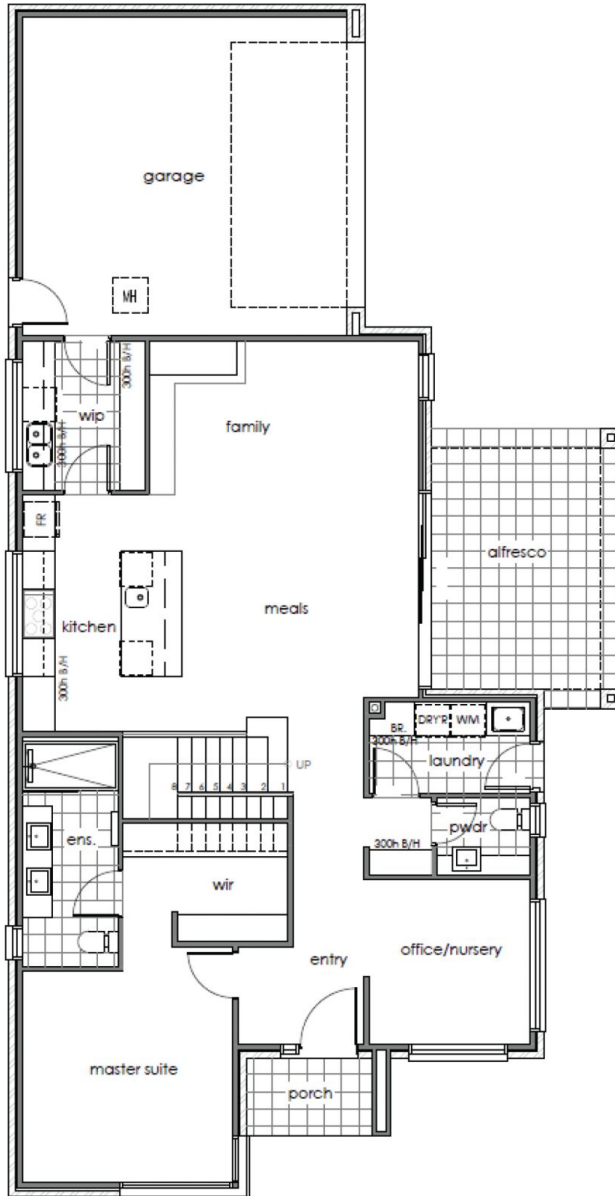 garage
MH
300h B/H
wip
300h B/H
family
FR
alfresco
meals
kitchen
300h B/H
BR.
DRY'R
WM
300h B/H
laundry
UP
8 7 6 5 4 3 2 1
ens.
pwdr
300h B/H
wir
office/nursery
entry
master suite
porch